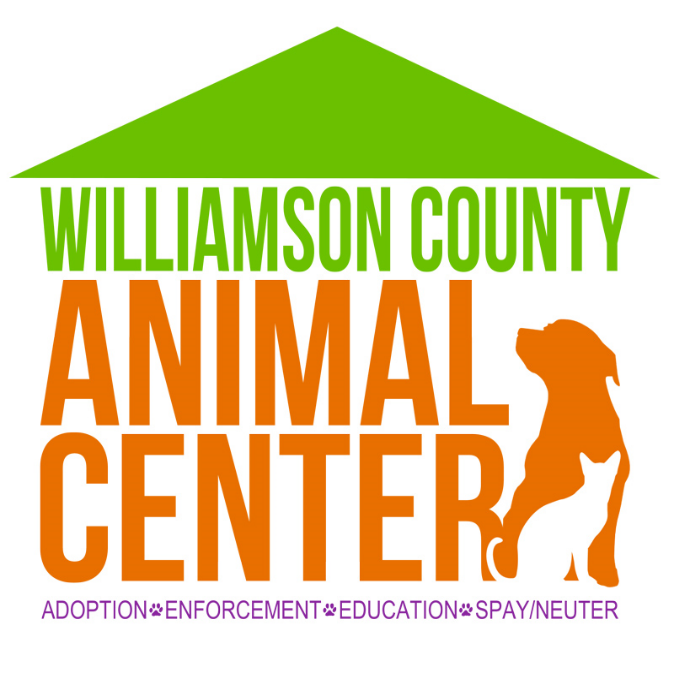 WILLIAMSON COUNTY
ANIMAL
CENTER
ADOPTION🐾ENFORCEMENT🐾EDUCATION🐾SPAY/NEUTER